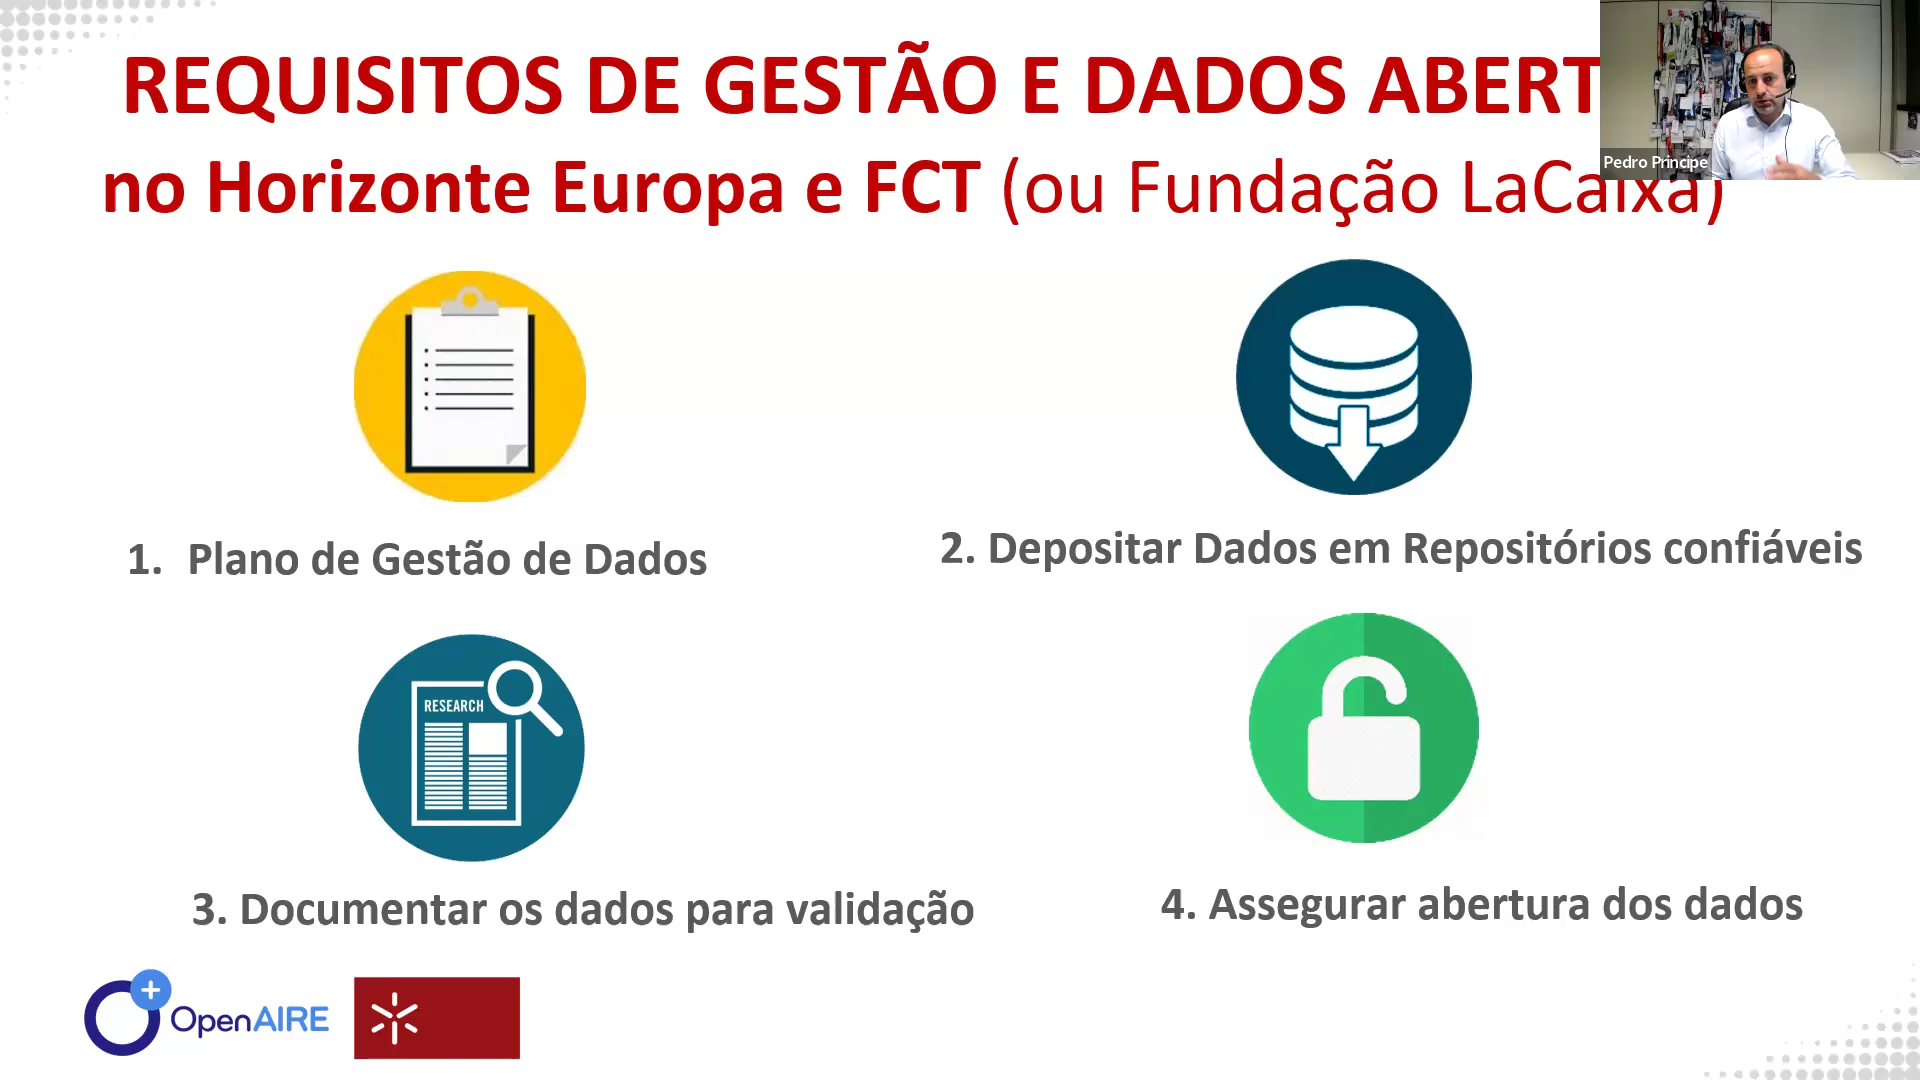 REQUISITOS DE GESTÃO E DADOS ABERT
no Horizonte Europa e FCT (ou Fundação LaCaixa)
Pedro Principe
1. Plano de Gestão de Dados
2. Depositar Dados em Repositórios confiáveis
RESEARCH
3. Documentar os dados para validação
4. Assegurar abertura dos dados
OpenAIRE